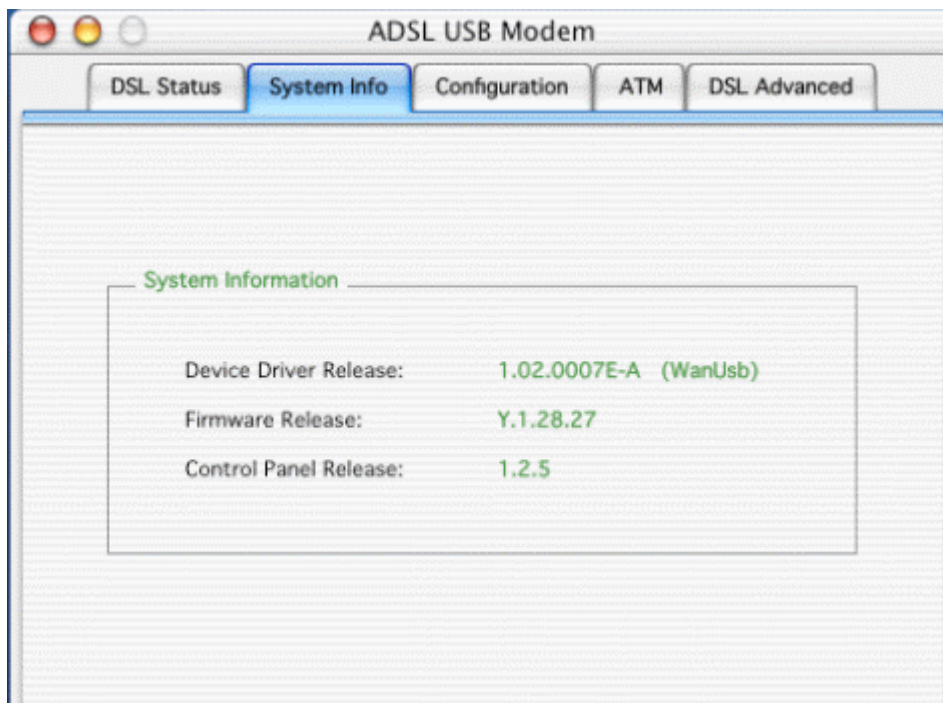 ADSL USB Modem
DSL Status System Info Configuration ATM DSL Advanced
System Information
Device Driver Release: 1.02.0007E-A (WanUsb)
Firmware Release: Y.1.28.27
Control Panel Release: 1.2.5